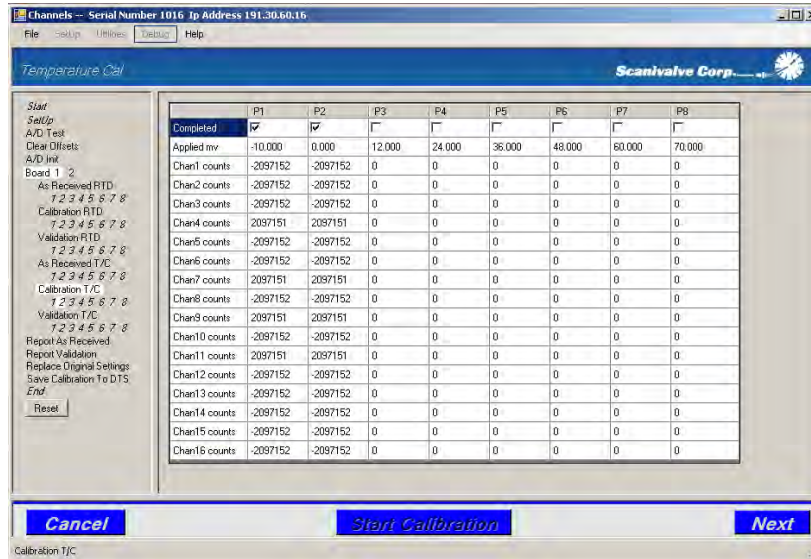 Channels -- Serial Number 1016 Ip Address 191.30.60.16
File SetUp Utilities Debug Help
Temperature Cal
Scanivalve Corp.
Start
SetUp
A/D Test
Clear Offsets
A/D Init
Board 1 2
As Received RTD
1 2 3 4 5 6 7 8
Calibration RTD
1 2 3 4 5 6 7 8
Validation RTD
1 2 3 4 5 6 7 8
As Received T/C
1 2 3 4 5 6 7 8
Calibration T/C
1 2 3 4 5 6 7 8
Validation T/C
1 2 3 4 5 6 7 8
Report As Received
Report Validation
Replace Original Settings
Save Calibration To DTS
End
Reset
P1 P2 P3 P4 P5 P6 P7 P8
Completed
Applied mv -10.000 0.000 12.000 24.000 36.000 48.000 60.000 70.000
Chan1 counts -2097152 -2097152 0 0 0 0 0 0
Chan2 counts -2097152 -2097152 0 0 0 0 0 0
Chan3 counts -2097152 -2097152 0 0 0 0 0 0
Chan4 counts 2097151 2097151 0 0 0 0 0 0
Chan5 counts -2097152 -2097152 0 0 0 0 0 0
Chan6 counts -2097152 -2097152 0 0 0 0 0 0
Chan7 counts 2097151 2097151 0 0 0 0 0 0
Chan8 counts -2097152 -2097152 0 0 0 0 0 0
Chan9 counts 2097151 2097151 0 0 0 0 0 0
Chan10 counts -2097152 -2097152 0 0 0 0 0 0
Chan11 counts 2097151 2097151 0 0 0 0 0 0
Chan12 counts -2097152 -2097152 0 0 0 0 0 0
Chan13 counts -2097152 -2097152 0 0 0 0 0 0
Chan14 counts -2097152 -2097152 0 0 0 0 0 0
Chan15 counts -2097152 -2097152 0 0 0 0 0 0
Chan16 counts -2097152 -2097152 0 0 0 0 0 0
Cancel
Start Calibration
Next
Calibration T/C